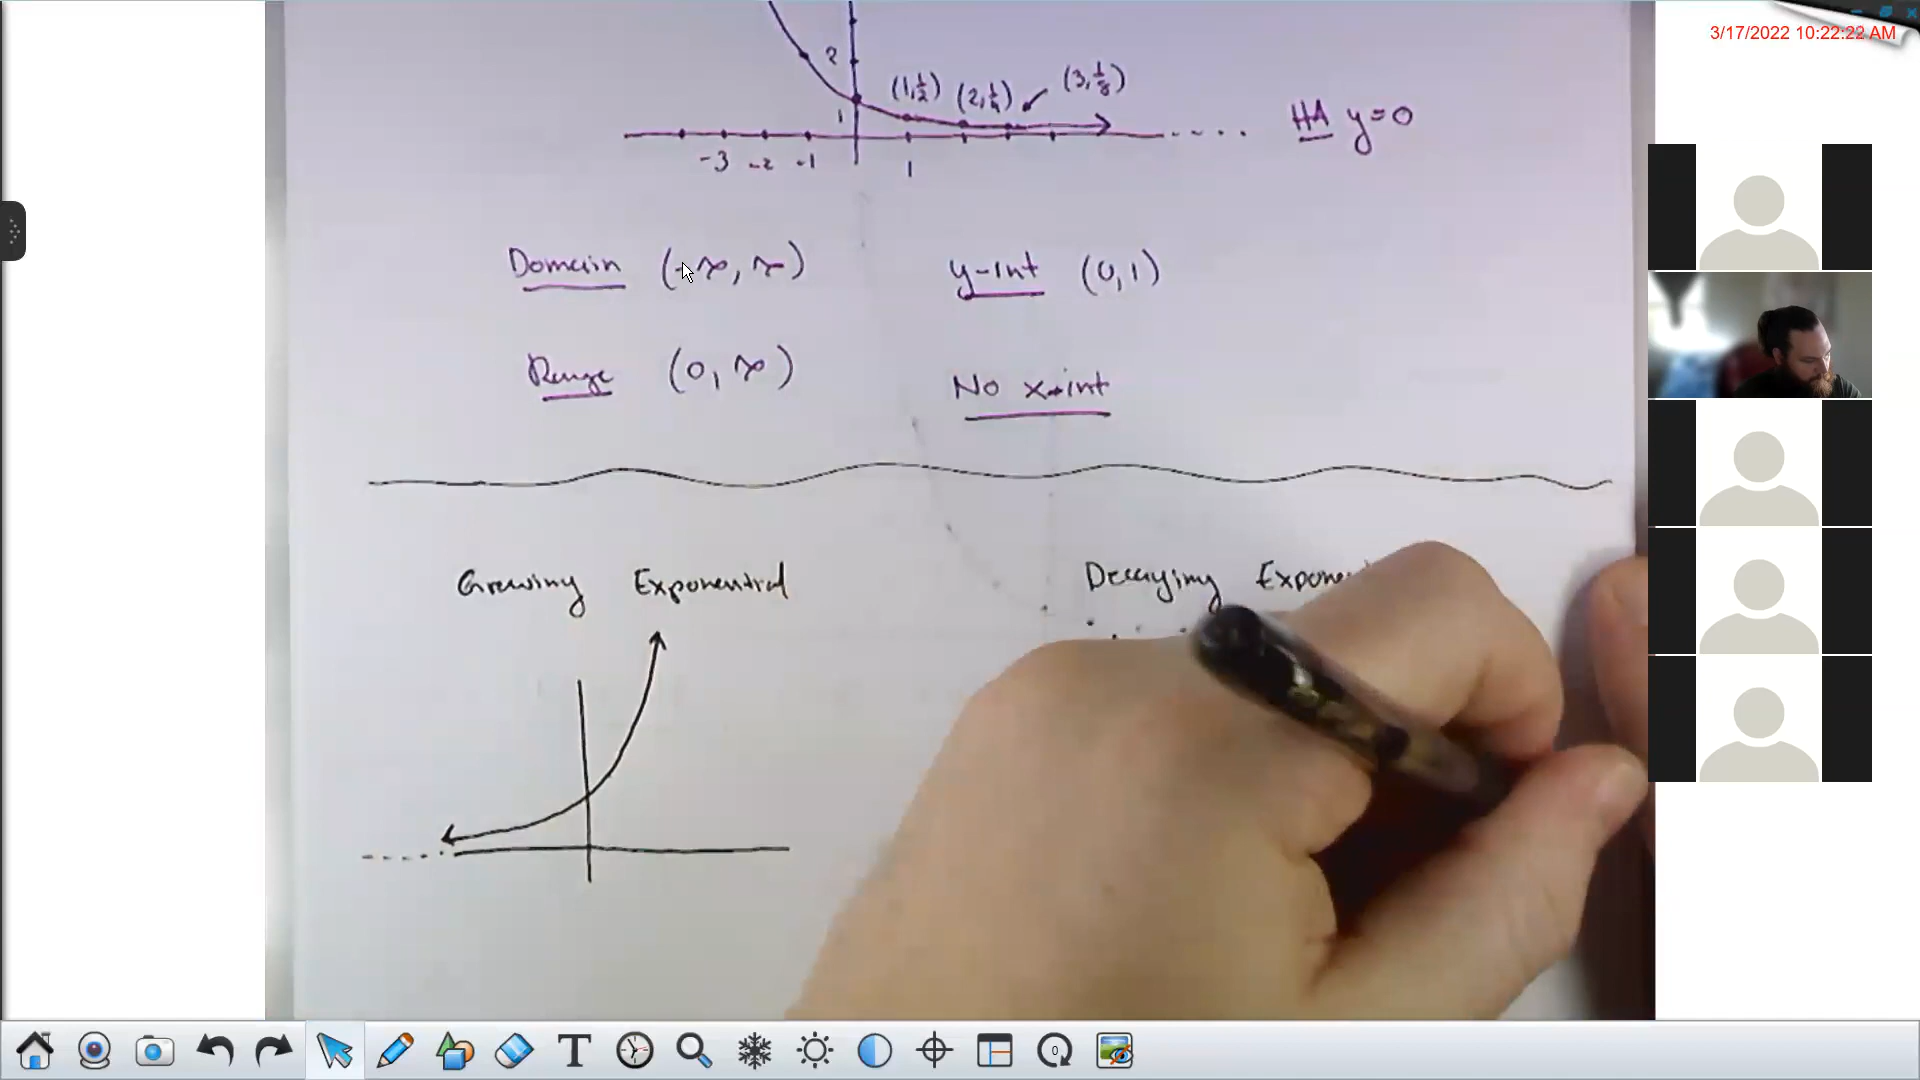 3/17/2022 10:22:22 AM
2
(1,½) (2,¼) (3,⅛)
1
HA y=0
-3 -2 -1 1
Domain (-∞, ∞) y-int (0,1)
Range (0, ∞) No x-int
Growing Exponential Decaying
T
0